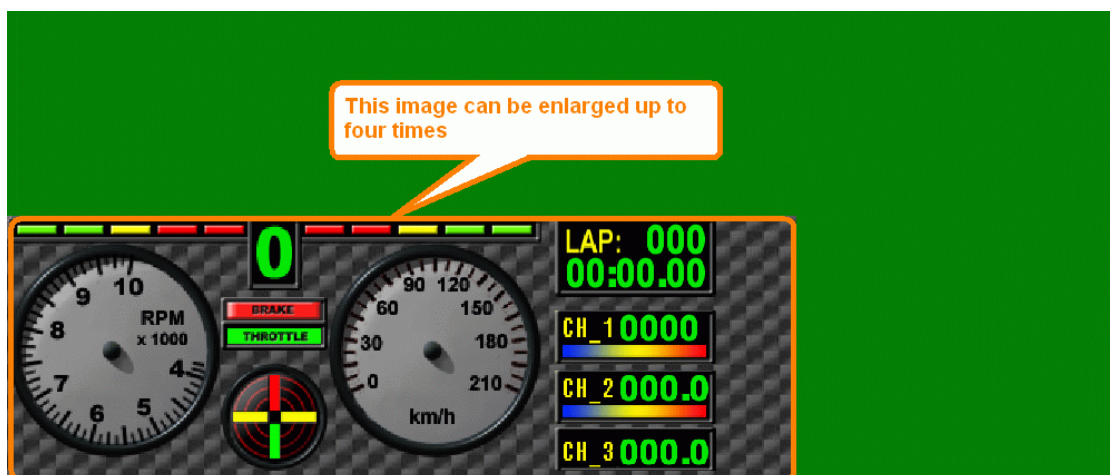 This image can be enlarged up to
four times
0
LAP: 000
00:00.00
10
9
8
7
6
5
4
RPM
x 1000
BRAKE
THROTTLE
0
30
60
90
120
150
180
210
km/h
CH_1 0000
CH_2 000.0
CH_3 000.0